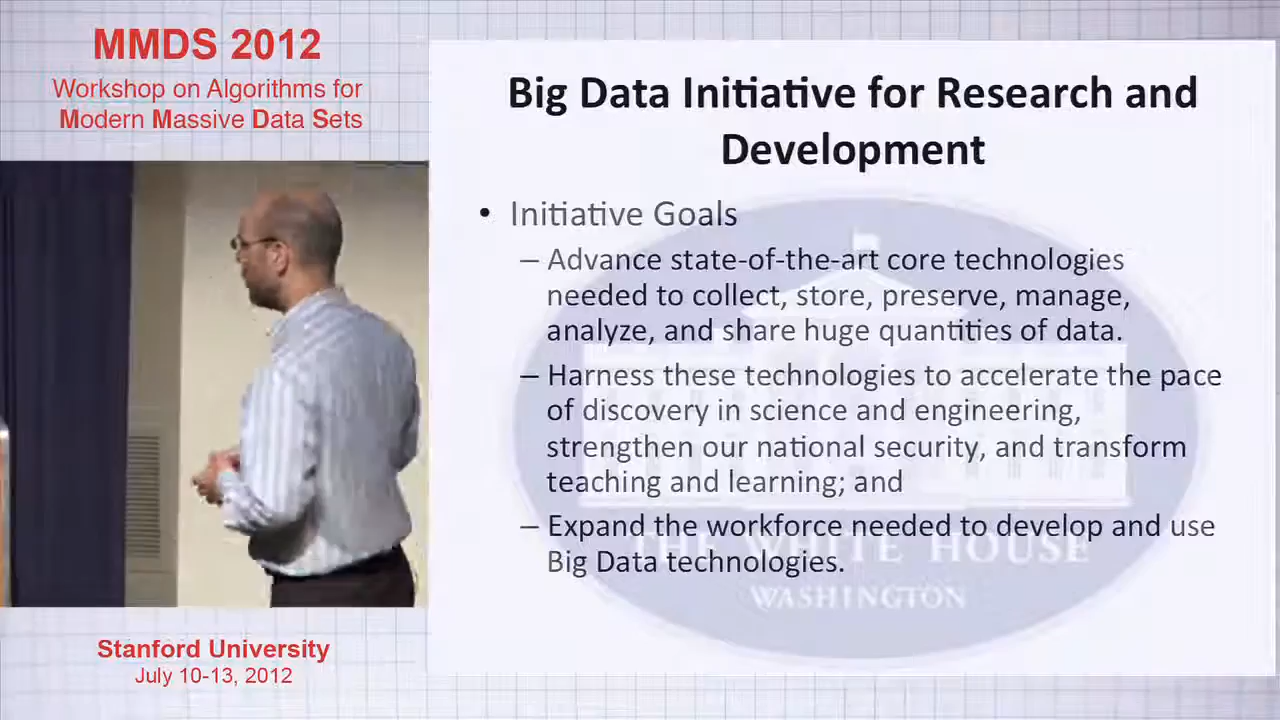 MMDS 2012
Workshop on Algorithms for
Modern Massive Data Sets
Big Data Initiative for Research and
Development
• Initiative Goals
– Advance state-of-the-art core technologies
needed to collect, store, preserve, manage,
analyze, and share huge quantities of data.
– Harness these technologies to accelerate the pace
of discovery in science and engineering,
strengthen our national security, and transform
teaching and learning; and
– Expand the workforce needed to develop and use
Big Data technologies.
THE WHITE HOUSE
WASHINGTON
Stanford University
July 10-13, 2012